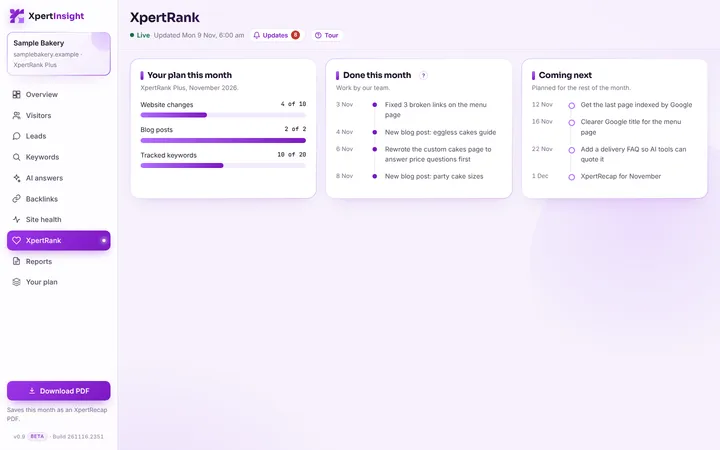 XpertInsight
Sample Bakery
samplebakery.example ·
XpertRank Plus
Overview
Visitors
Leads
Keywords
AI answers
Backlinks
Site health
XpertRank
Reports
Your plan
Download PDF
Saves this month as an XpertRecap
PDF.
v0.9 BETA · Build 261116.2351
XpertRank
Live Updated Mon 9 Nov, 6:00 am
Updates 8
Tour
Your plan this month
XpertRank Plus, November 2026.
Website changes 4 of 10
Blog posts 2 of 2
Tracked keywords 10 of 20
Done this month ?
Work by our team.
3 Nov Fixed 3 broken links on the menu
page
4 Nov New blog post: eggless cakes guide
6 Nov Rewrote the custom cakes page to
answer price questions first
8 Nov New blog post: party cake sizes
Coming next
Planned for the rest of the month.
12 Nov Get the last page indexed by Google
16 Nov Clearer Google title for the menu
page
22 Nov Add a delivery FAQ so AI tools can
quote it
1 Dec XpertRecap for November